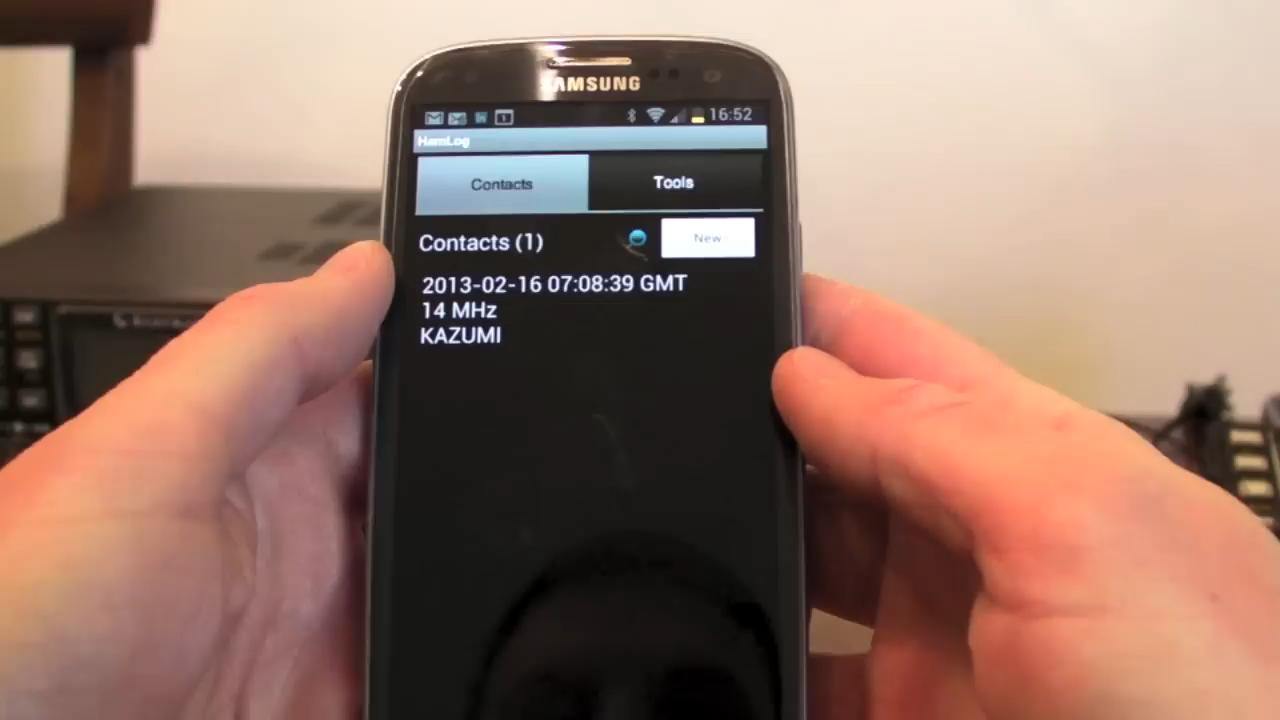 SAMSUNG
16:52
HamLog
Contacts
Tools
Contacts (1)
New
2013-02-16 07:08:39 GMT
14 MHz
KAZUMI